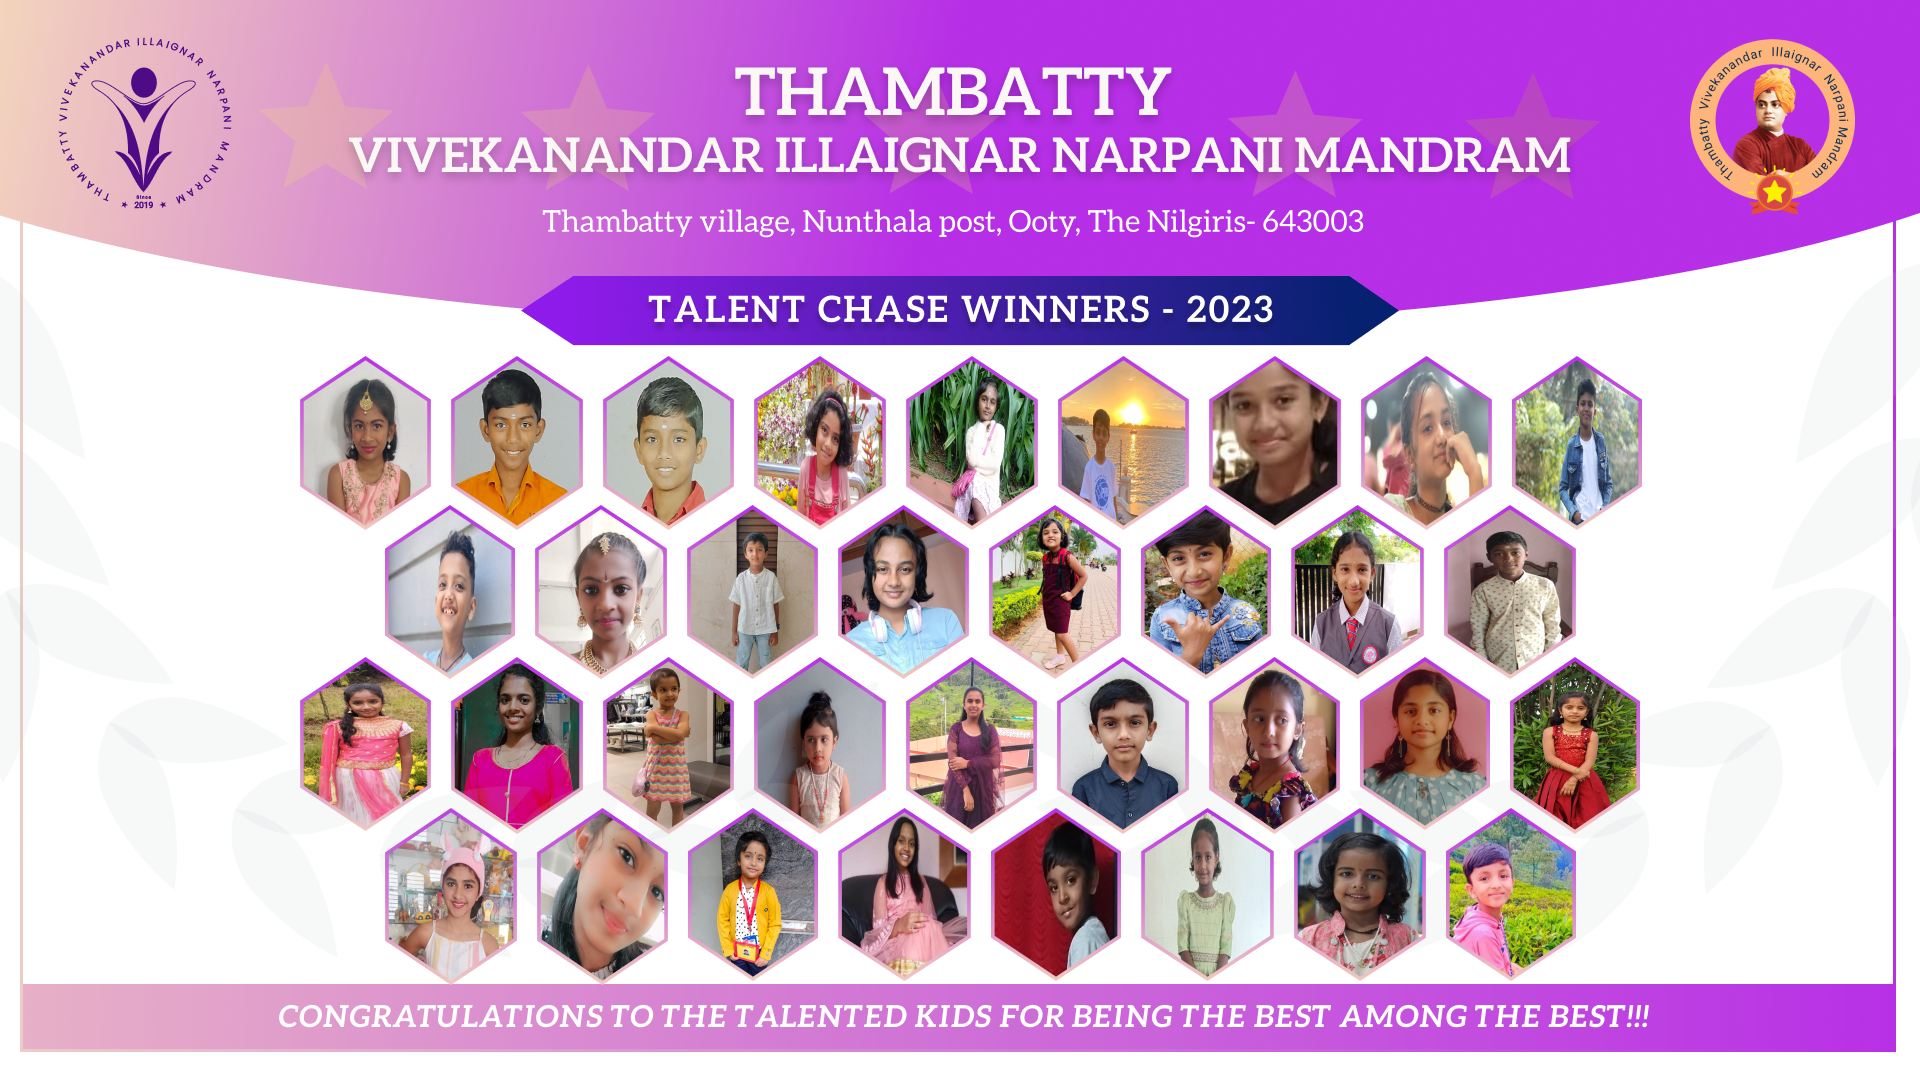 THAMBATTY VIVEKANANDAR ILLAIGNAR NARPANI MANDRAM
Since
★ 2019 ★
THAMBATTY
VIVEKANANDAR ILLAIGNAR NARPANI MANDRAM
Thambatty village, Nunthala post, Ooty, The Nilgiris- 643003
Thambatty Vivekanandar Illaignar Narpani Mandram
TALENT CHASE WINNERS - 2023
CONGRATULATIONS TO THE TALENTED KIDS FOR BEING THE BEST AMONG THE BEST!!!